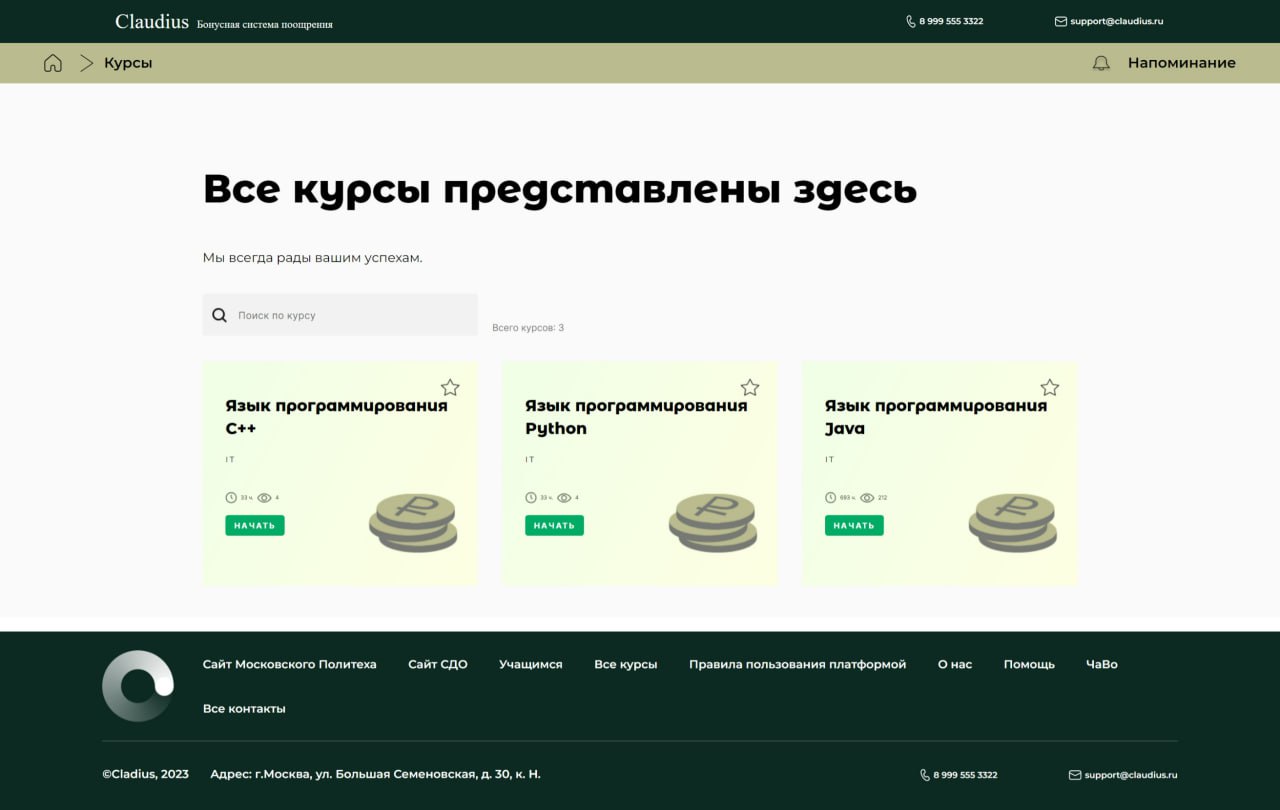 Claudius Бонусная система поощрения
8 999 555 3322
support@claudius.ru
Курсы
Напоминание
Все курсы представлены здесь
Мы всегда рады вашим успехам.
Поиск по курсу
Всего курсов: 3
Язык программирования
C++
IT
33 ч. 4
НАЧАТЬ
Язык программирования
Python
IT
33 ч. 4
НАЧАТЬ
Язык программирования
Java
IT
693 ч. 212
НАЧАТЬ
Сайт Московского Политеха
Сайт СДО
Учащимся
Все курсы
Правила пользования платформой
О нас
Помощь
ЧаВо
Все контакты
©Cladius, 2023
Адрес: г.Москва, ул. Большая Семеновская, д. 30, к. Н.
8 999 555 3322
support@claudius.ru